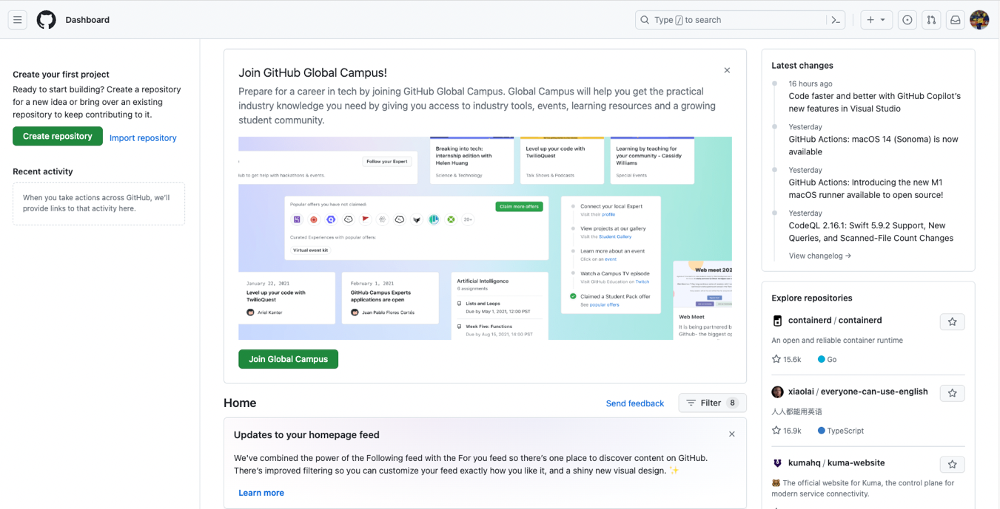 Dashboard
Type / to search
Create your first project
Ready to start building? Create a repository
for a new idea or bring over an existing
repository to keep contributing to it.
Create repository
Import repository
Recent activity
When you take actions across GitHub, we'll
provide links to that activity here.
Join GitHub Global Campus!
Prepare for a career in tech by joining GitHub Global Campus. Global Campus will help you get the practical
industry knowledge you need by giving you access to industry tools, events, learning resources and a growing
student community.
Follow your Expert
to get help with hackathons & events.
Breaking into tech:
internship edition with
Helen Huang
Science & Technology
Level up your code with
TwilioQuest
Talk Shows & Podcasts
Learning by teaching for
your community - Cassidy
Williams
Special Events
Popular offers you have not claimed:
Claim more offers
20+
Curated Experiences with popular offers:
Virtual event kit
Connect your local Expert
Visit their profile
View projects at our gallery
Visit the Student Gallery
Learn more about an event
Click on an event
Watch a Campus TV episode
Visit GitHub Education on Twitch
Claimed a Student Pack offer
See popular offers
January 22, 2021
Level up your code with
TwilioQuest
Ariel Kanter
February 1, 2021
GitHub Campus Experts
applications are open
Juan Pablo Flores Cortés
Artificial Intelligence
6 assignments
Lists and Loops
Due by May 1, 2021, 12:00 PST
Week Five: Functions
Due by Aug 15, 2021, 14:00 PST
Web meet 202
Web Meet
It is being partnered b
Github- the biggest op
Join Global Campus
Home
Send feedback
Filter 8
Updates to your homepage feed
We've combined the power of the Following feed with the For you feed so there's one place to discover content on GitHub.
There's improved filtering so you can customize your feed exactly how you like it, and a shiny new visual design. ✨
Learn more
Latest changes
16 hours ago
Code faster and better with GitHub Copilot's
new features in Visual Studio
Yesterday
GitHub Actions: macOS 14 (Sonoma) is now
available
Yesterday
GitHub Actions: Introducing the new M1
macOS runner available to open source!
Yesterday
CodeQL 2.16.1: Swift 5.9.2 Support, New
Queries, and Scanned-File Count Changes
View changelog →
Explore repositories
containerd / containerd
An open and reliable container runtime
15.6k Go
xiaolai / everyone-can-use-english
人人都能用英语
16.9k TypeScript
kumahq / kuma-website
🐻 The official website for Kuma, the control plane for
modern service connectivity.